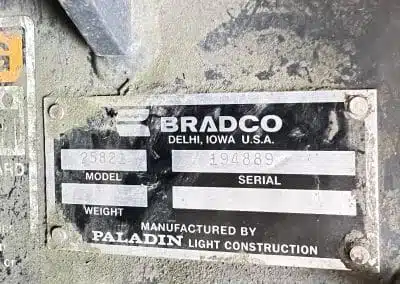 BRADCO
DELHI, IOWA U.S.A.
25821 194889
MODEL SERIAL
WEIGHT
MANUFACTURED BY
PALADIN LIGHT CONSTRUCTION